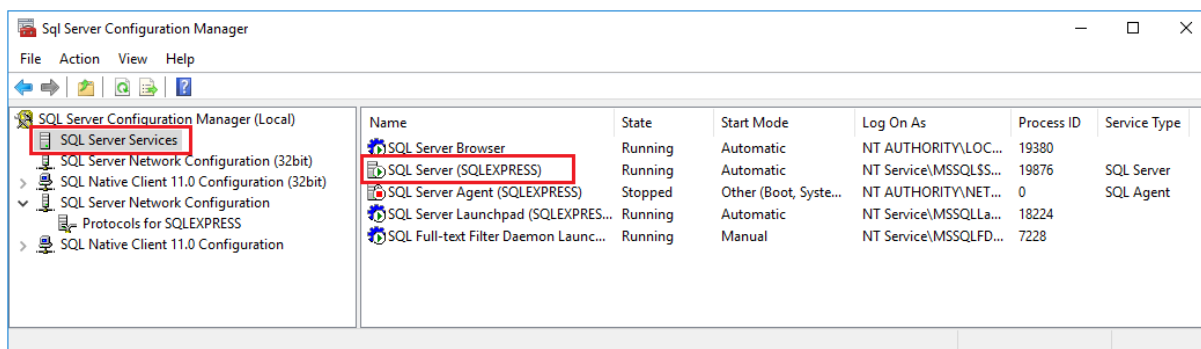 Sql Server Configuration Manager
File Action View Help
SQL Server Configuration Manager (Local)
SQL Server Services
SQL Server Network Configuration (32bit)
SQL Native Client 11.0 Configuration (32bit)
SQL Server Network Configuration
Protocols for SQLEXPRESS
SQL Native Client 11.0 Configuration
Name State Start Mode Log On As Process ID Service Type
SQL Server Browser Running Automatic NT AUTHORITY\LOC... 19380
SQL Server (SQLEXPRESS) Running Automatic NT Service\MSSQL$S... 19876 SQL Server
SQL Server Agent (SQLEXPRESS) Stopped Other (Boot, Syste... NT AUTHORITY\NET... 0 SQL Agent
SQL Server Launchpad (SQLEXPRES... Running Automatic NT Service\MSSQLLa... 18224
SQL Full-text Filter Daemon Launc... Running Manual NT Service\MSSQLFD... 7228